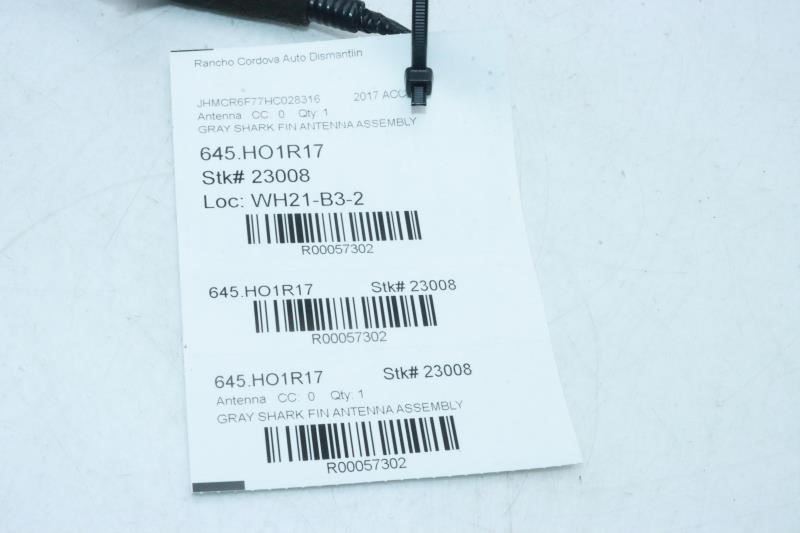 Rancho Cordova Auto Dismantlin
JHMCR6F77HC028316 2017 ACC
Antenna CC: 0 Qty: 1
GRAY SHARK FIN ANTENNA ASSEMBLY
645.HO1R17
Stk# 23008
Loc: WH21-B3-2
R00057302
645.HO1R17 Stk# 23008
R00057302
645.HO1R17 Stk# 23008
Antenna CC: 0 Qty: 1
GRAY SHARK FIN ANTENNA ASSEMBLY
R00057302